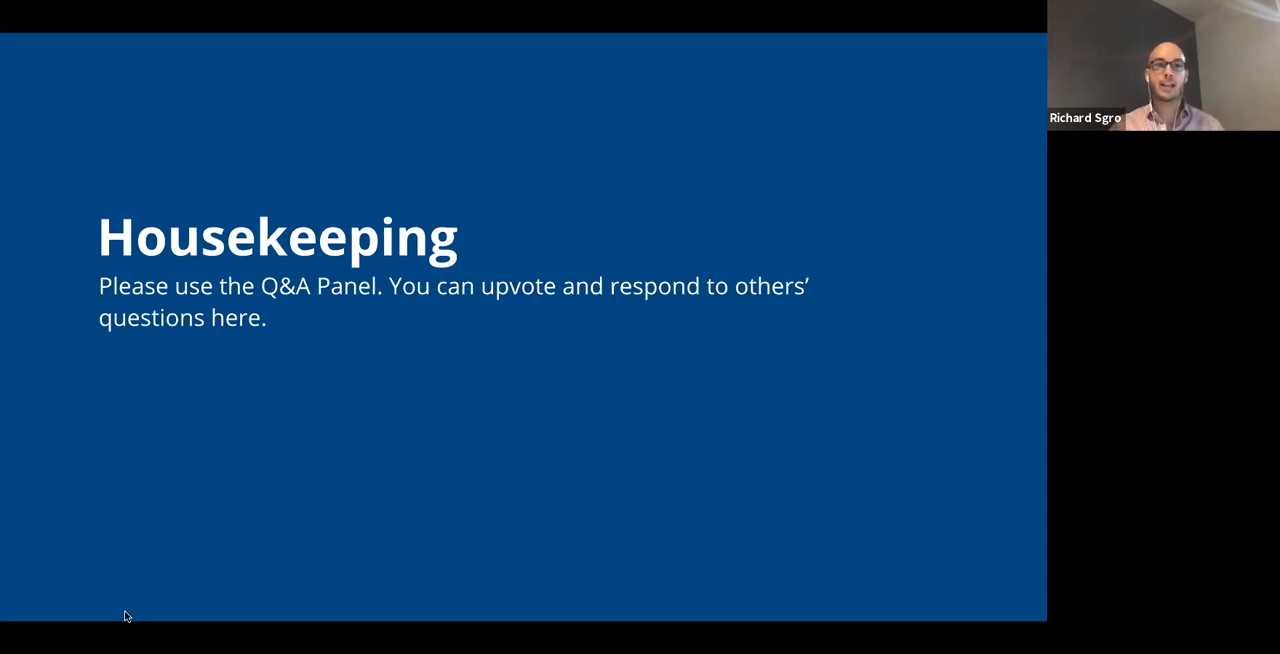 Housekeeping
Please use the Q&A Panel. You can upvote and respond to others’
questions here.
Richard Sgro